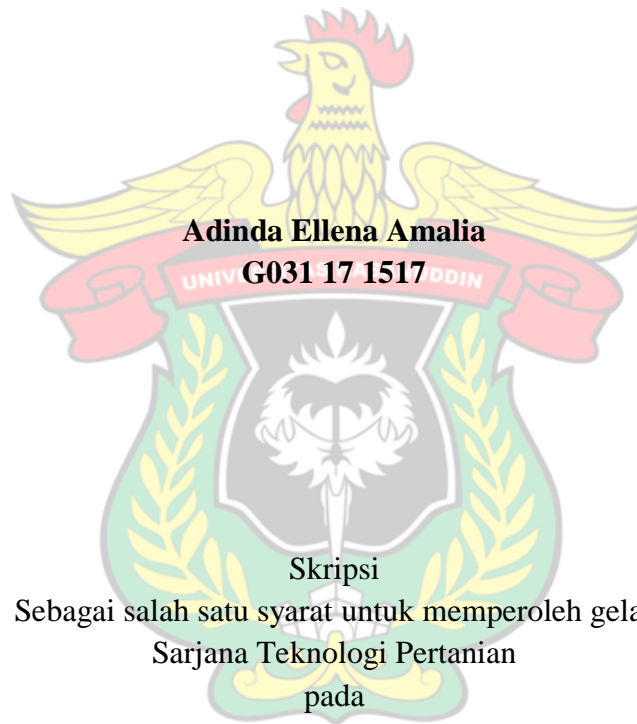 Adinda Ellena Amalia
G031 17 1517
Skripsi
Sebagai salah satu syarat untuk memperoleh gela
Sarjana Teknologi Pertanian
pada